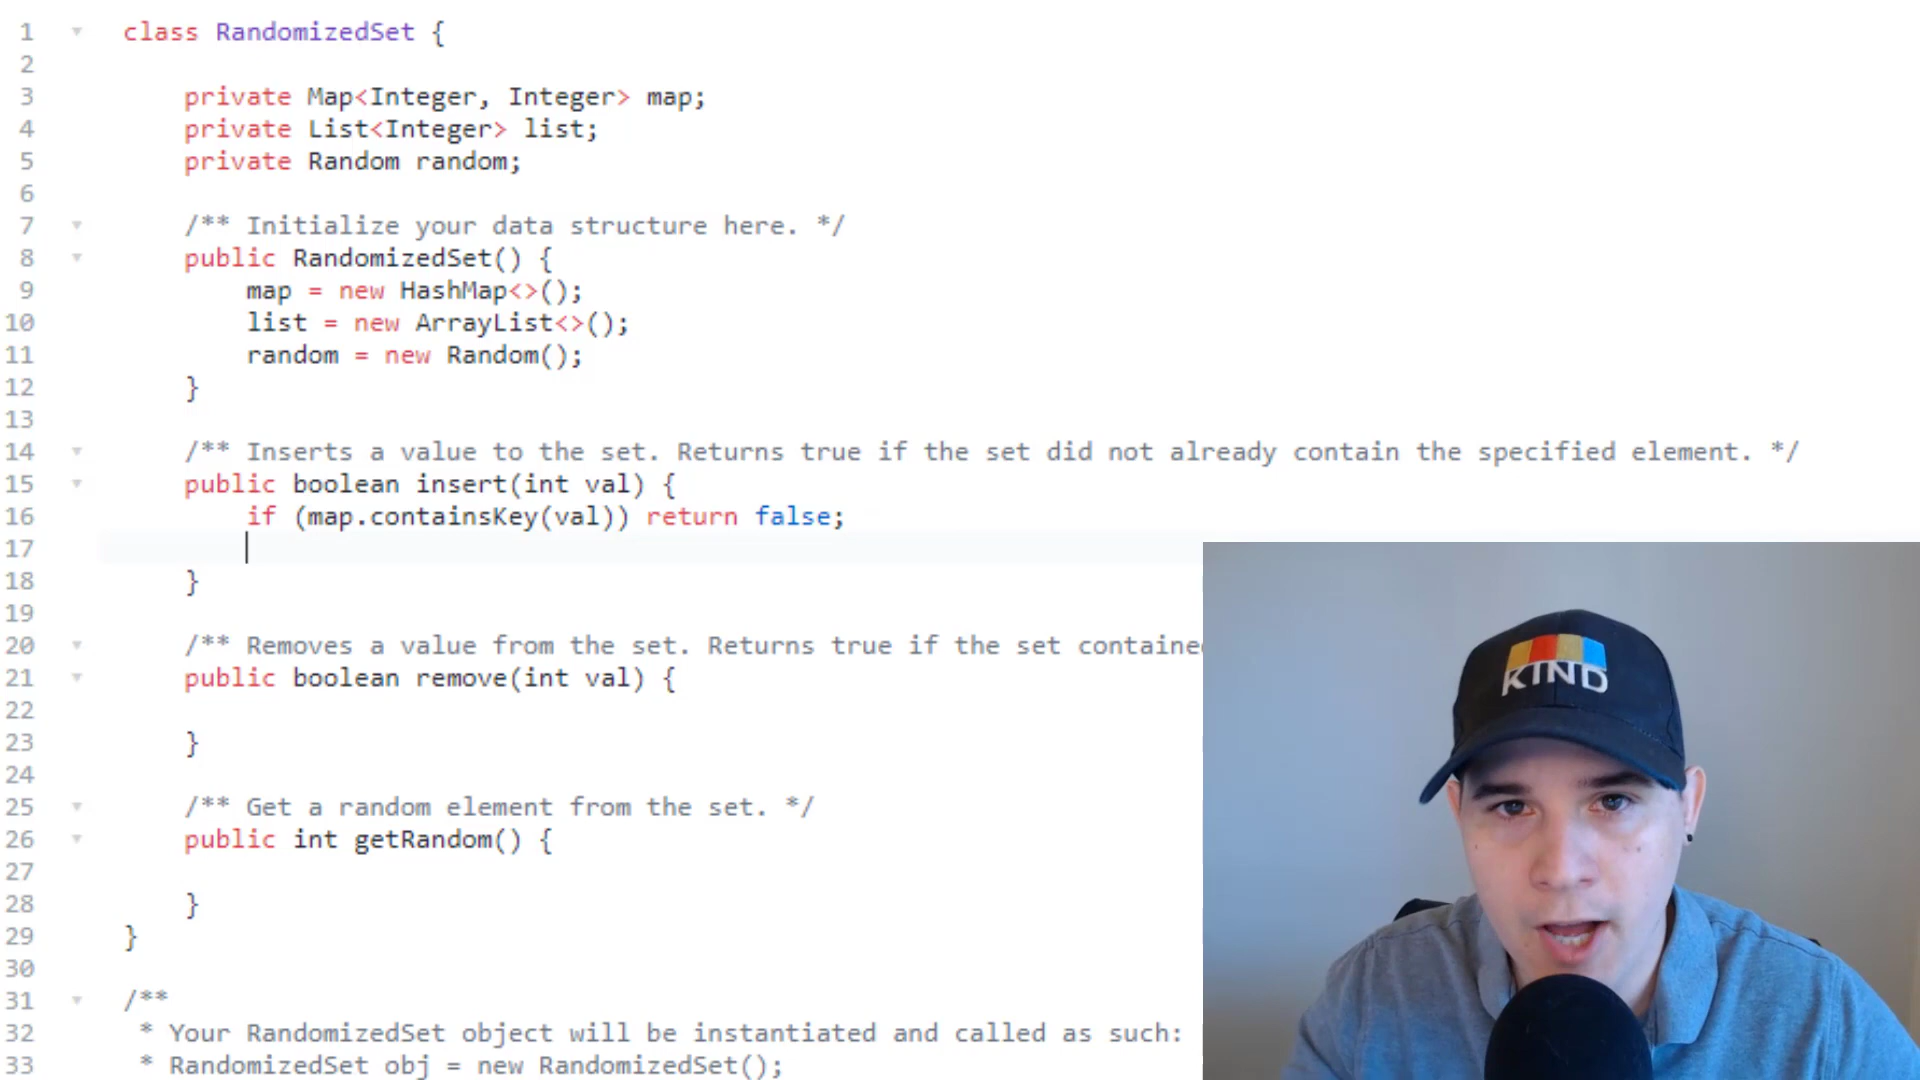 1 class RandomizedSet {
2
3 private Map<Integer, Integer> map;
4 private List<Integer> list;
5 private Random random;
6
7 /** Initialize your data structure here. */
8 public RandomizedSet() {
9 map = new HashMap<>();
10 list = new ArrayList<>();
11 random = new Random();
12 }
13
14 /** Inserts a value to the set. Returns true if the set did not already contain the specified element. */
15 public boolean insert(int val) {
16 if (map.containsKey(val)) return false;
17
18 }
19
20 /** Removes a value from the set. Returns true if the set contained
21 public boolean remove(int val) {
22
23 }
24
25 /** Get a random element from the set. */
26 public int getRandom() {
27
28 }
29 }
30
31 /**
32 * Your RandomizedSet object will be instantiated and called as such:
33 * RandomizedSet obj = new RandomizedSet();
KIND